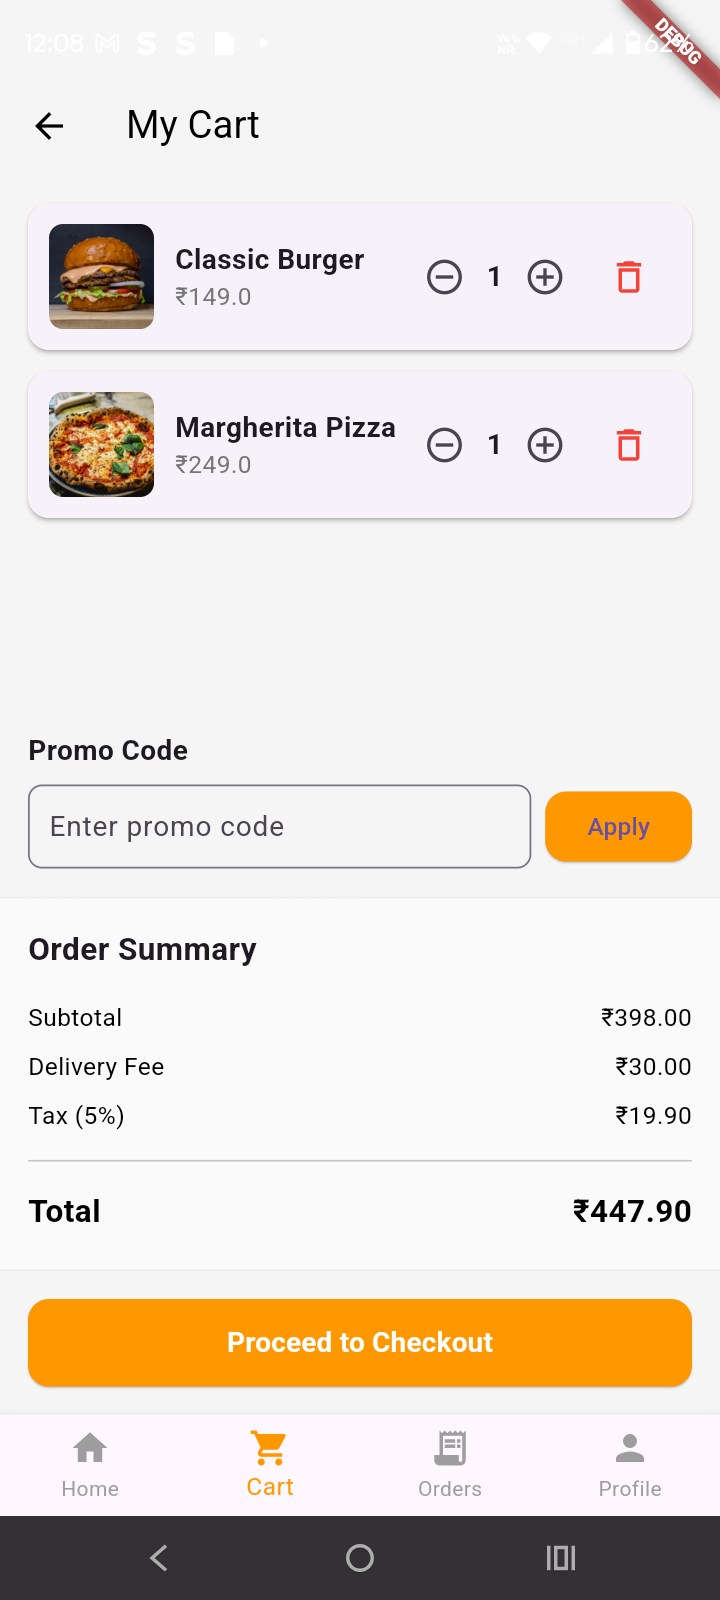 12:08
62%
DEBUG
My Cart
Classic Burger
₹149.0
1
Margherita Pizza
₹249.0
1
Promo Code
Enter promo code
Apply
Order Summary
Subtotal ₹398.00
Delivery Fee ₹30.00
Tax (5%) ₹19.90
Total ₹447.90
Proceed to Checkout
Home
Cart
Orders
Profile